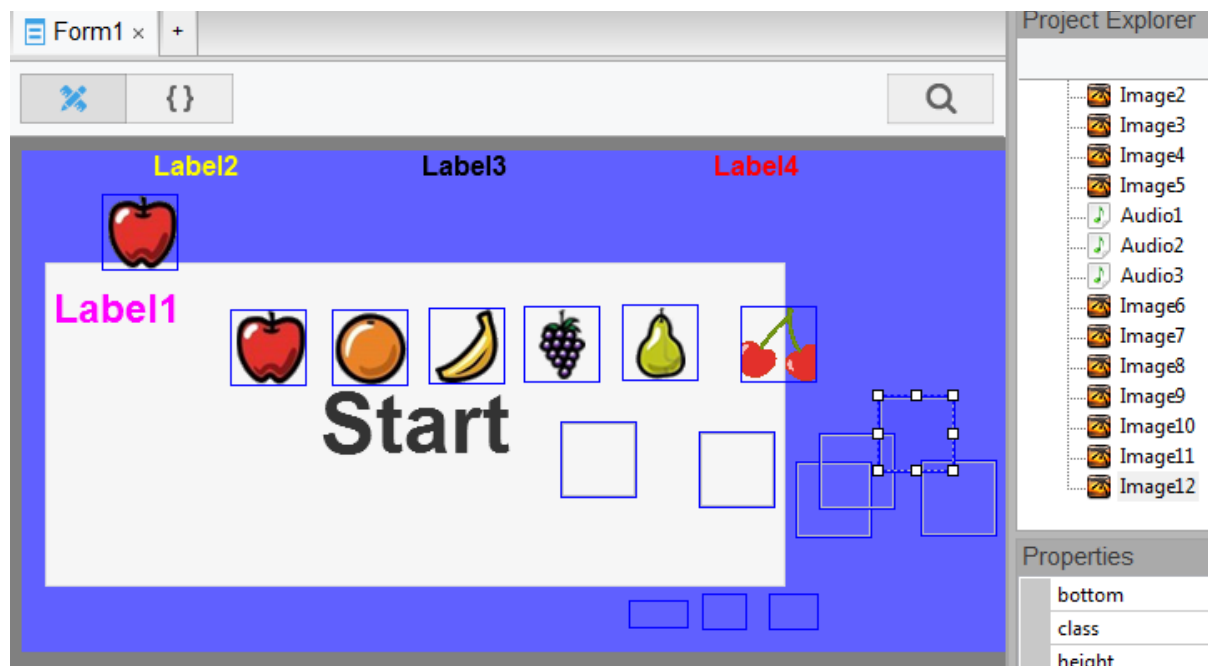 Form1 × +
Project Explorer
{ }
Label2 Label3 Label4
Label1
Start
Image2
Image3
Image4
Image5
Audio1
Audio2
Audio3
Image6
Image7
Image8
Image9
Image10
Image11
Image12
Properties
bottom
class
height